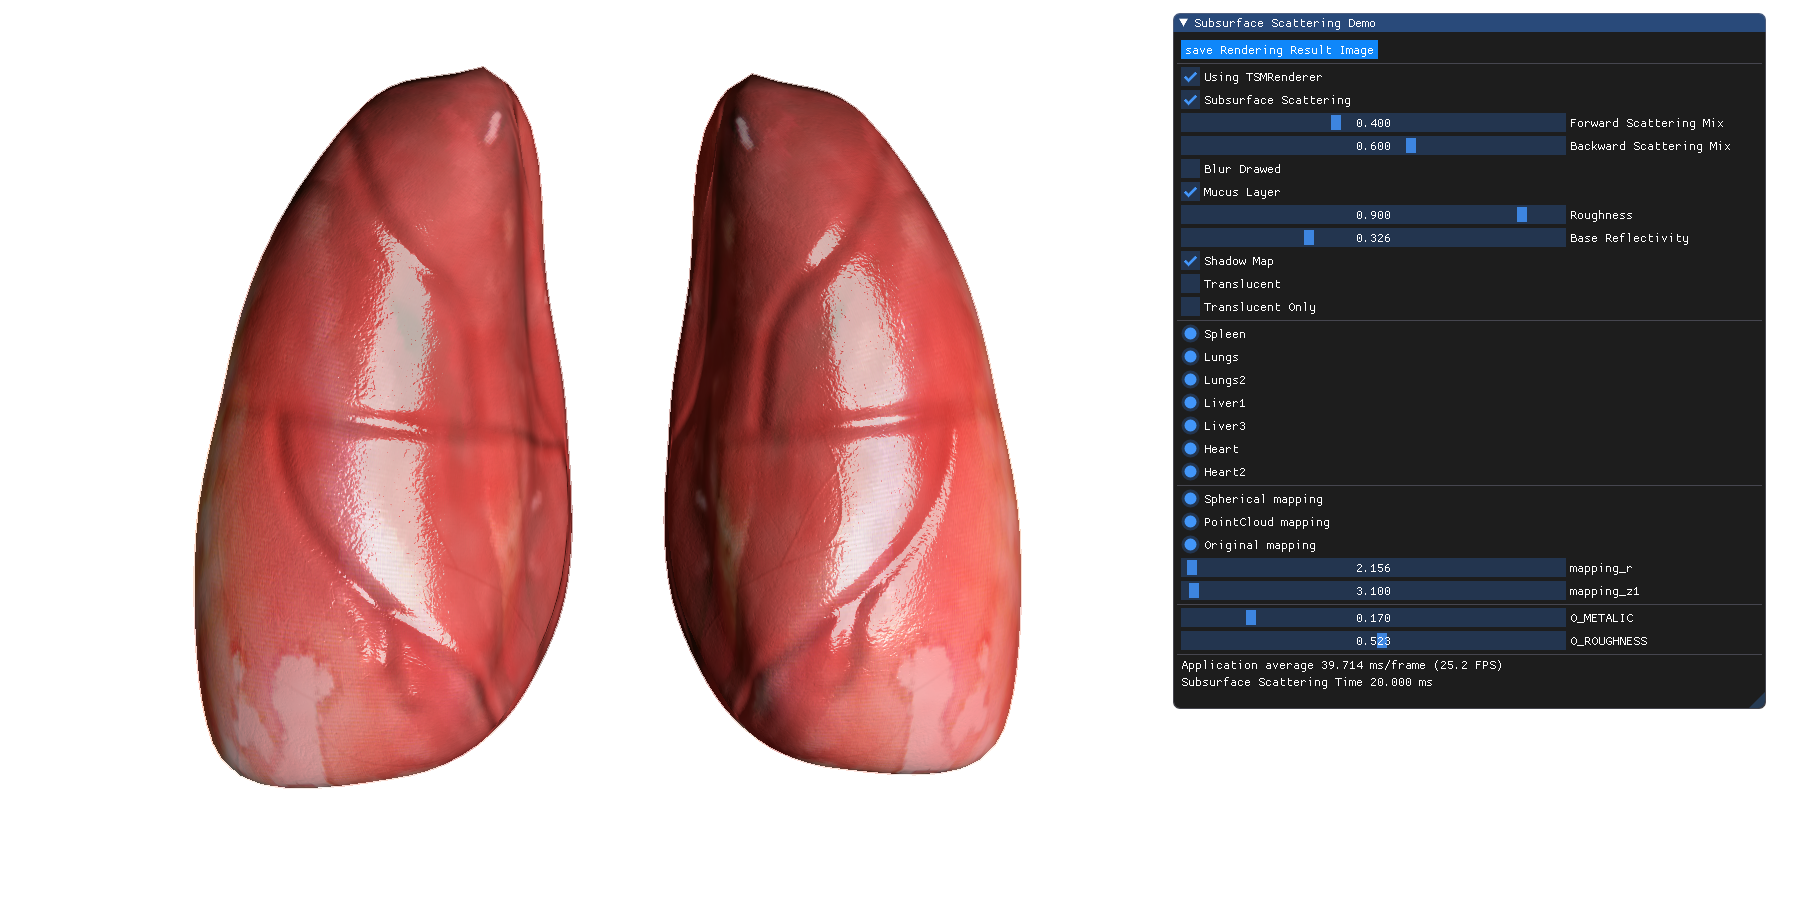 Subsurface Scattering Demo
save Rendering Result Image
Using TSMRenderer
Subsurface Scattering
0.400 Forward Scattering Mix
0.600 Backward Scattering Mix
Blur Drawed
Mucus Layer
0.900 Roughness
0.326 Base Reflectivity
Shadow Map
Translucent
Translucent Only
Spleen
Lungs
Lungs2
Liver1
Liver3
Heart
Heart2
Spherical mapping
PointCloud mapping
Original mapping
2.156 mapping_r
3.100 mapping_z1
0.170 O_METALIC
0.523 O_ROUGHNESS
Application average 39.714 ms/frame (25.2 FPS)
Subsurface Scattering Time 20.000 ms